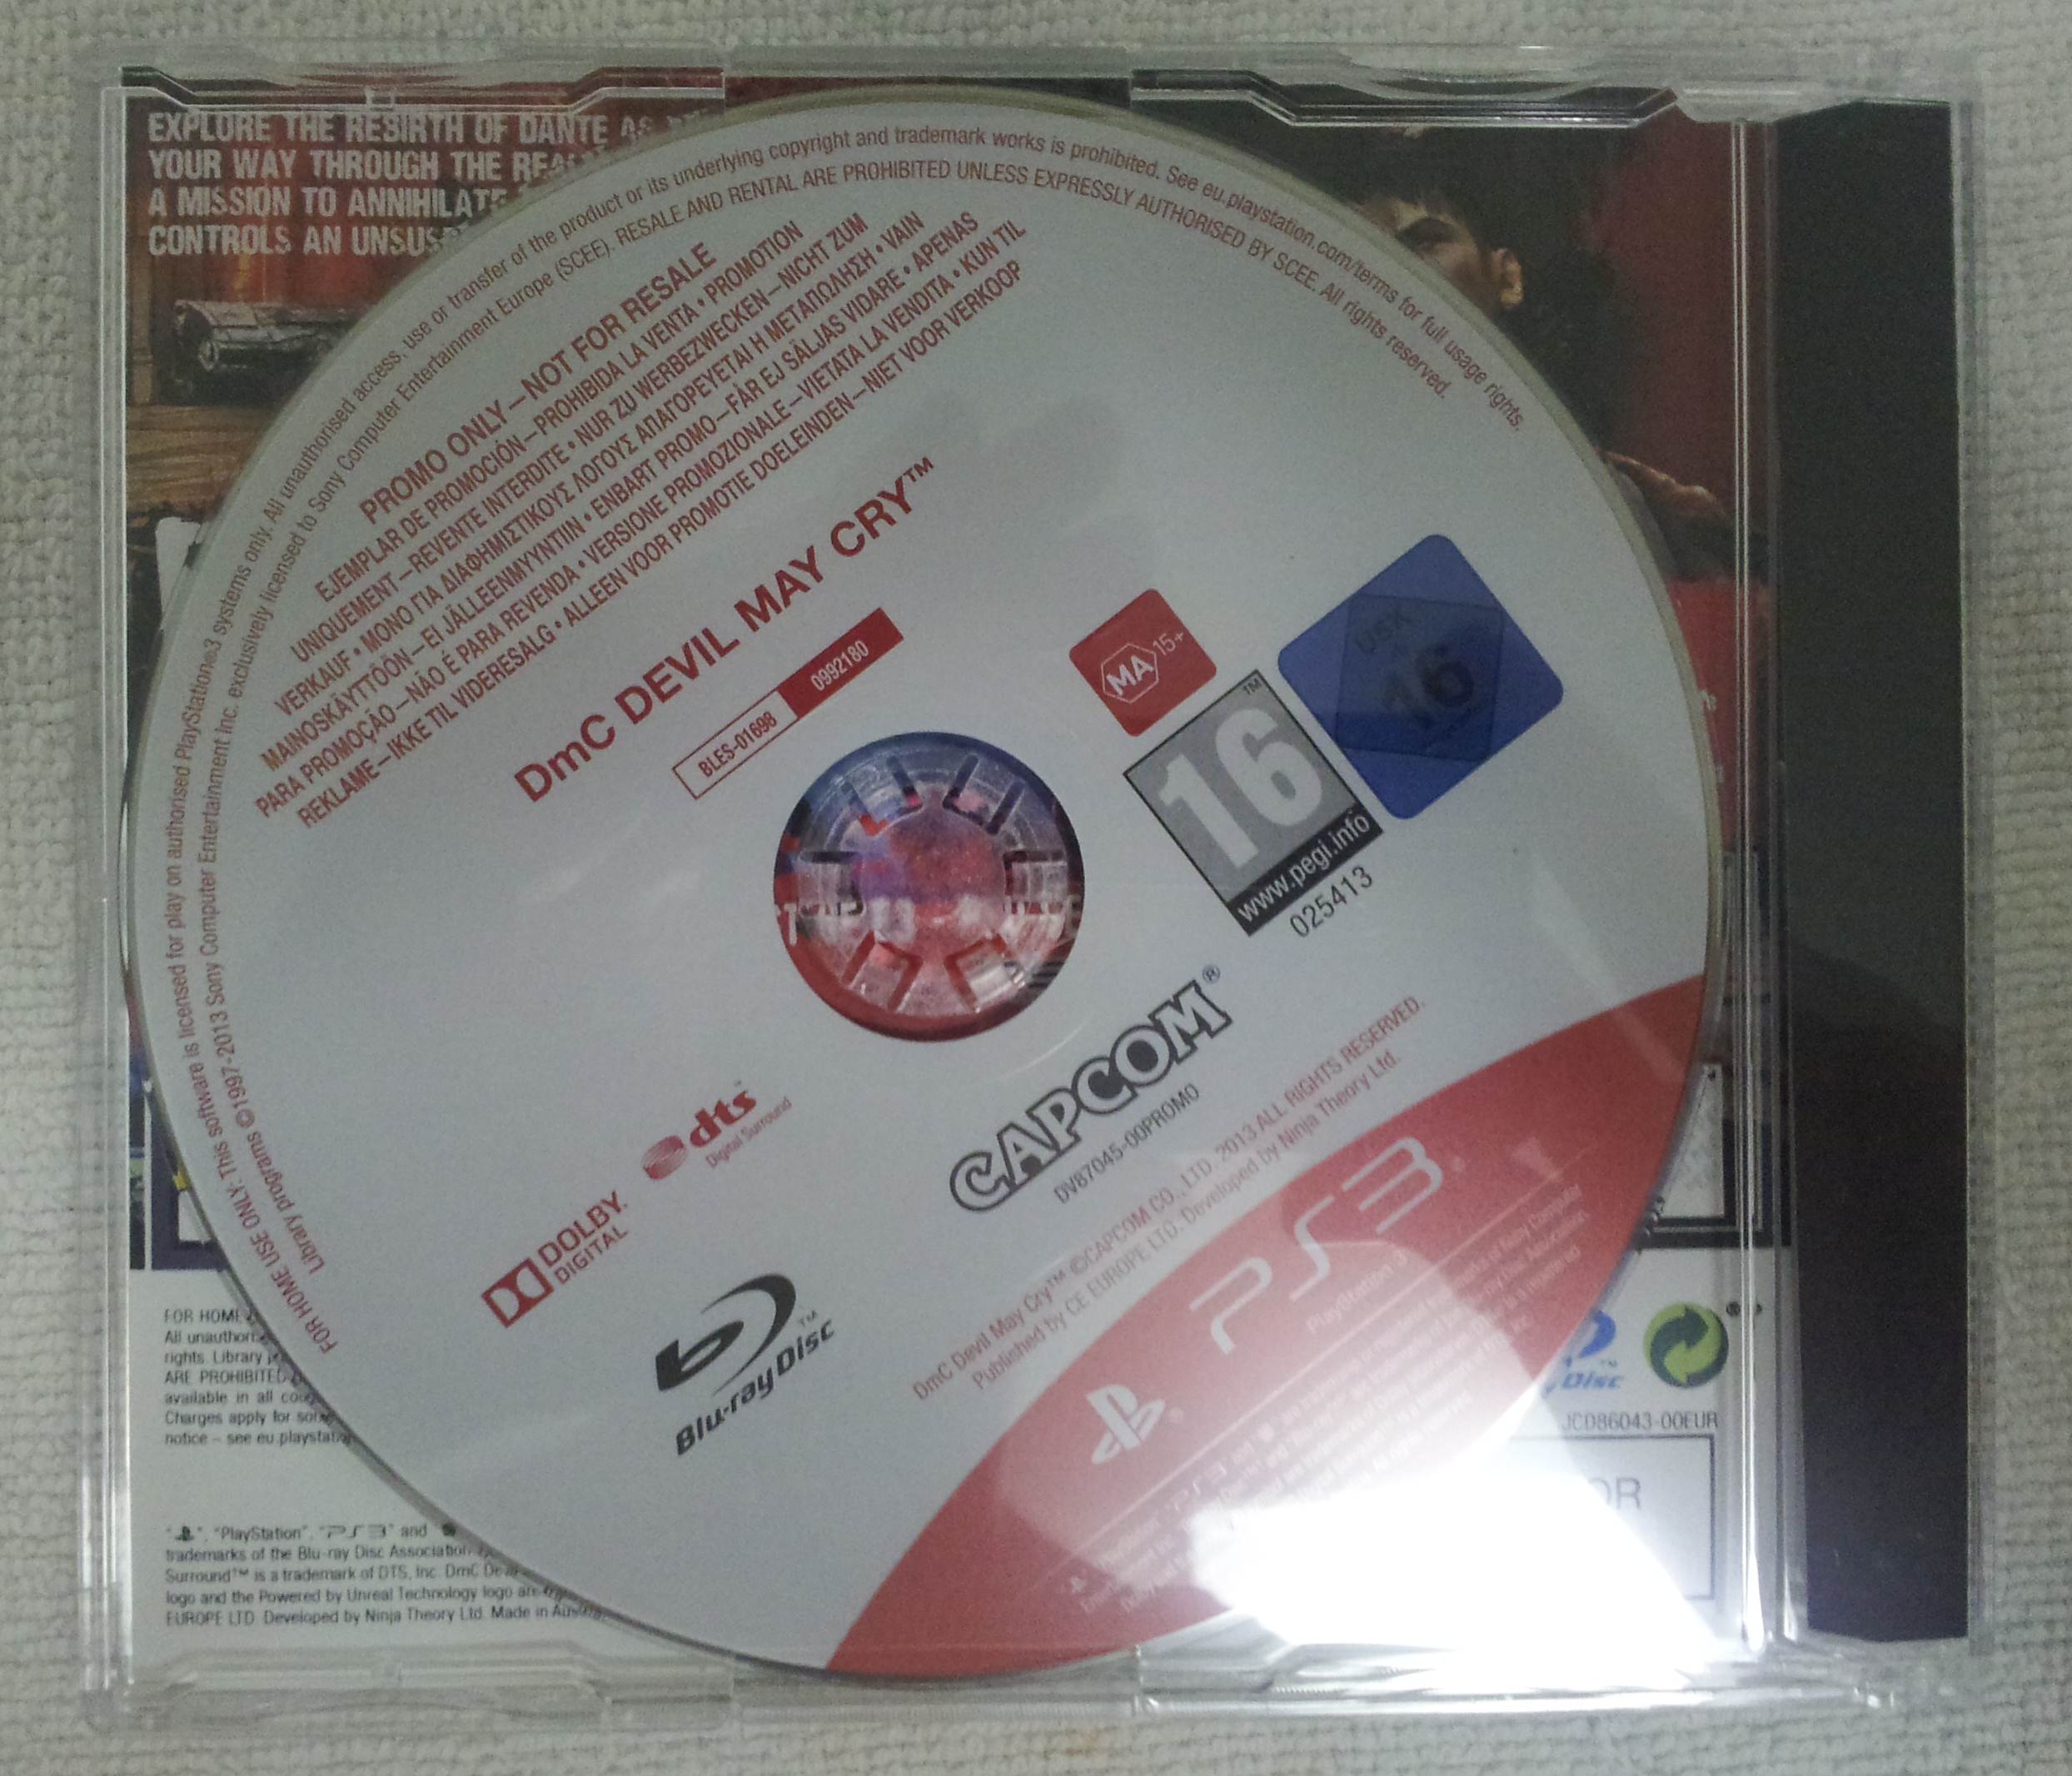 EXPLORE THE REBIRTH OF DANTE AS
YOUR WAY THROUGH THE
A MISSION TO ANNIHILATE
CONTROLS AN
FOR HOME USE ONLY: This software is licensed for play on authorised PlayStation®3 systems only. All unauthorised access, use or transfer of the product or its underlying copyright and trademark works is prohibited. See eu.playstation.com/terms for full usage rights.
Library programs ©1997-2013 Sony Computer Entertainment Inc. exclusively licensed to Sony Computer Entertainment Europe (SCEE). RESALE AND RENTAL ARE PROHIBITED UNLESS EXPRESSLY AUTHORISED BY SCEE. All rights reserved.
PROMO ONLY—NOT FOR RESALE
EJEMPLAR DE PROMOCIÓN—PROHIBIDA LA VENTA • PROMOTION
UNIQUEMENT—REVENTE INTERDITE • NUR ZU WERBEZWECKEN—NICHT ZUM
VERKAUF • ΜΟΝΟ ΓΙΑ ΔΙΑΦΗΜΙΣΤΙΚΟΥΣ ΛΟΓΟΥΣ ΑΠΑΓΟΡΕΥΕΤΑΙ Η ΜΕΤΑΠΩΛΗΣΗ • VAIN
MAINOSKÄYTTÖÖN—EI JÄLLEENMYYNTIIN • ENBART PROMO—FÅR EJ SÄLJAS VIDARE • APENAS
PARA PROMOÇÃO—NÃO É PARA REVENDA • VERSIONE PROMOZIONALE—VIETATA LA VENDITA • KUN TIL
REKLAME—IKKE TIL VIDERESALG • ALLEEN VOOR PROMOTIE DOELEINDEN—NIET VOOR VERKOOP
DmC DEVIL MAY CRY™
BLES-01698 0992180
MA 15+
USK
16
16™
www.pegi.info
025413
dts™
Digital Surround
DOLBY®
DIGITAL
Blu-ray Disc™
CAPCOM®
DV87045-00PROMO
DmC Devil May Cry™ ©CAPCOM CO., LTD. 2013 ALL RIGHTS RESERVED.
Published by CE EUROPE LTD. Developed by Ninja Theory Ltd.
PS3®
PlayStation®3
FOR HOME
All
rights. Library
ARE PROHIBITED
available in all
Charges apply for
notice – see
Disc™
JCD86043-00EUR
OR
"PlayStation", "PS3" and
trademarks of the Blu-ray Disc Association
Surround™ is a trademark of DTS, Inc. DmC
logo and the Powered by Unreal Technology logo are
EUROPE LTD. Developed by Ninja Theory Ltd. Made in